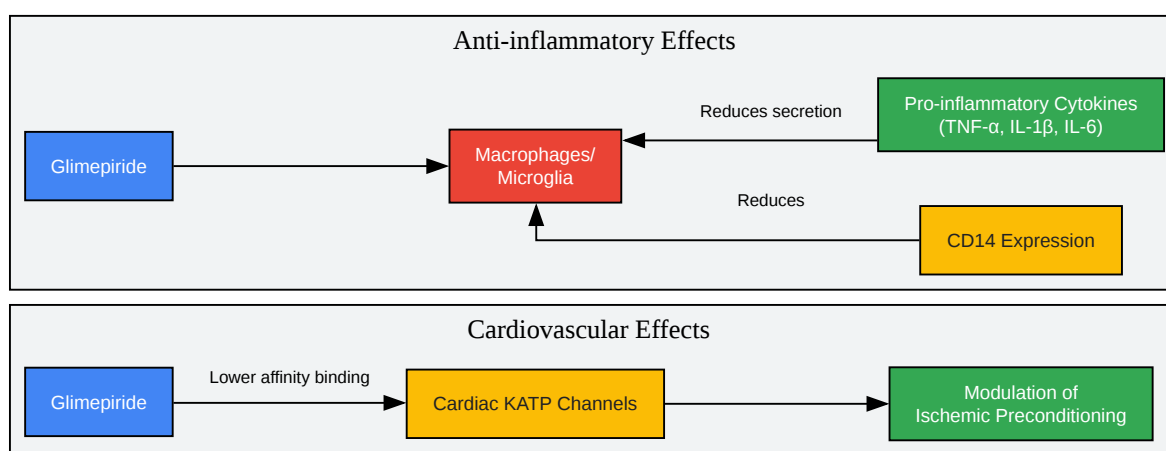 Anti-inflammatory Effects
Reduces secretion
Pro-inflammatory Cytokines
(TNF-α, IL-1β, IL-6)
Glimepiride
Macrophages/
Microglia
Reduces
CD14 Expression
Cardiovascular Effects
Glimepiride
Lower affinity binding
Cardiac KATP Channels
Modulation of
Ischemic Preconditioning